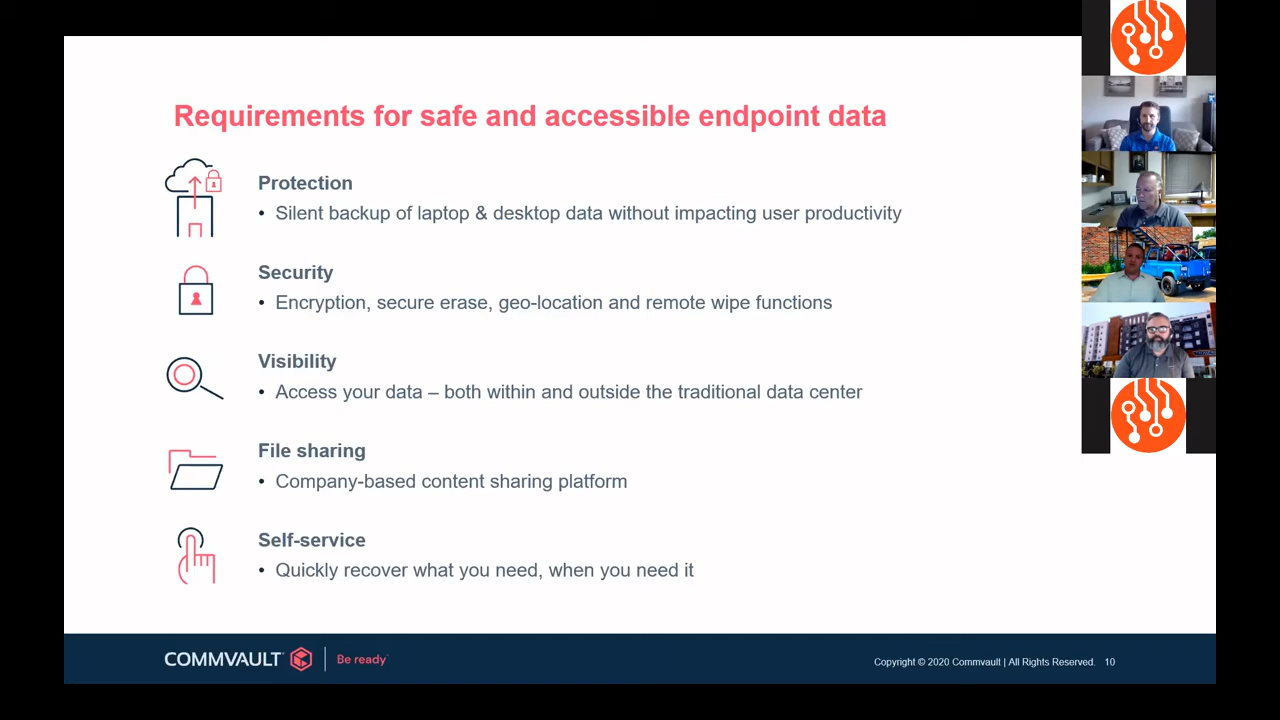 Requirements for safe and accessible endpoint data
Protection
• Silent backup of laptop & desktop data without impacting user productivity
Security
• Encryption, secure erase, geo-location and remote wipe functions
Visibility
• Access your data – both within and outside the traditional data center
File sharing
• Company-based content sharing platform
Self-service
• Quickly recover what you need, when you need it
COMMVAULT Be ready
Copyright © 2020 Commvault | All Rights Reserved. 10